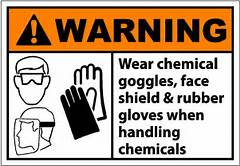 WARNING
Wear chemical
goggles, face
shield & rubber
gloves when
handling
chemicals